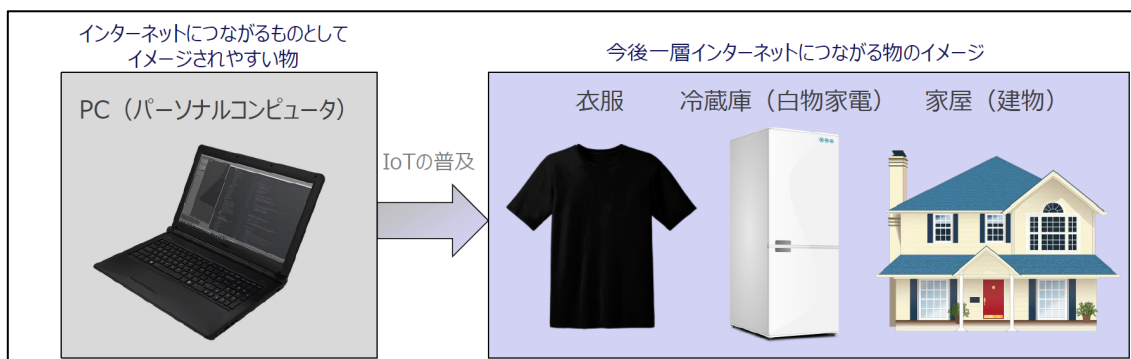 インターネットにつながるものとして
イメージされやすい物
PC（パーソナルコンピュータ）
IoTの普及
今後一層インターネットにつながる物のイメージ
衣服
冷蔵庫（白物家電）
家屋（建物）